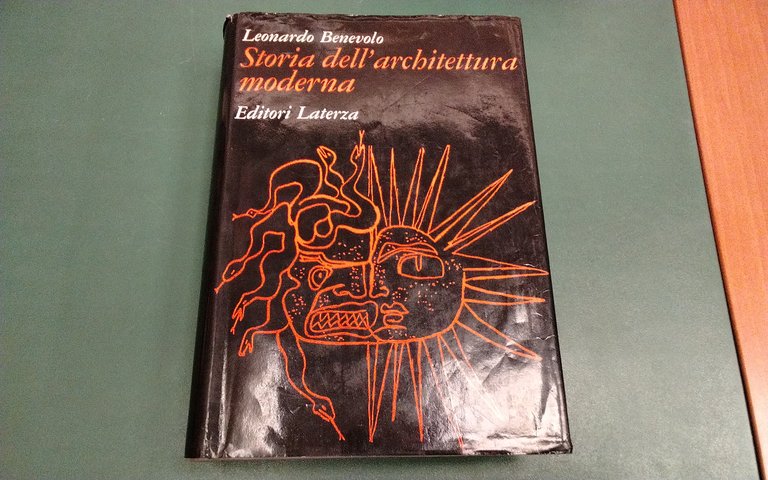 Leonardo Benevolo
Storia dell'architettura
moderna
Editori Laterza